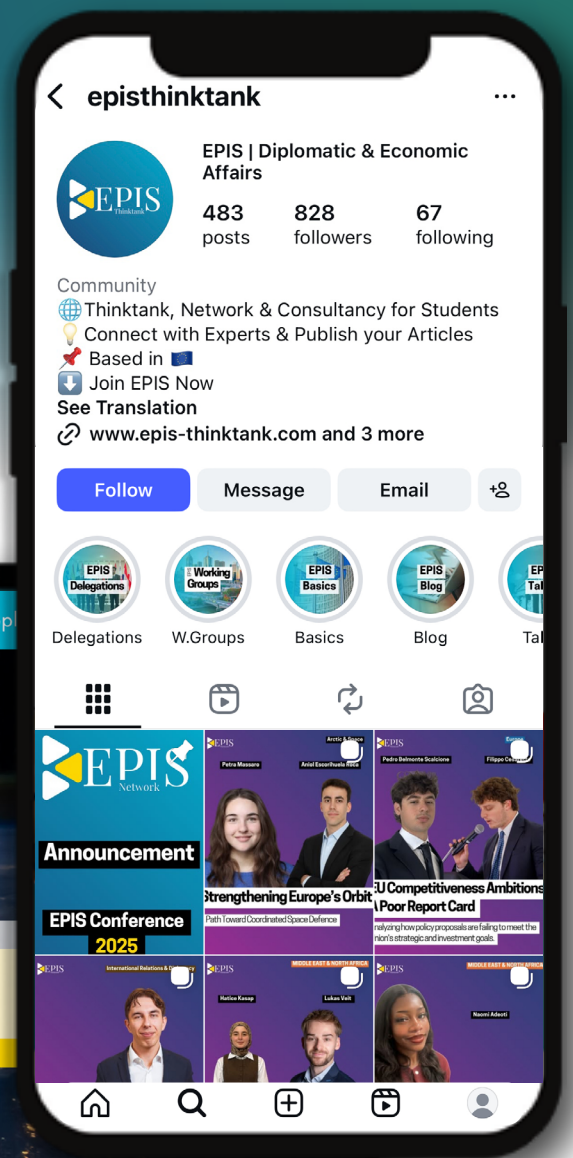 episthinktank
EPIS
Thinktank
EPIS | Diplomatic & Economic
Affairs
483
828
67
posts
followers
following
Community
Thinktank, Network & Consultancy for Students
Connect with Experts & Publish your Articles
Based in
Join EPIS Now
See Translation
www.epis-thinktank.com and 3 more
Follow
Message
Email
EPIS
Delegations
EPIS
Working
Groups
EPIS
Basics
EPIS
Blog
EP
Tal
Delegations
W.Groups
Basics
Blog
Tal
EPIS
Network
Announcement
EPIS Conference
2025
EPIS
Arctic & Space
Petra Massaro
Strengthening Europe's Orbit
Path Toward Coordinated Space Defence
EPIS
Europe
Pedro Belmonte Scalcione
Filippo
EU Competitiveness Ambitions
A Poor Report Card
nalyzing how policy proposals are failing to meet the
nion's strategic and investment goals.
EPIS
International Relations &
EPIS
MIDDLE EAST & NORTH AFRICA
Hatice Kasap
Lukas Veit
MIDDLE EAST & NORTH AFRICA
EPIS
Naomi Adeoti